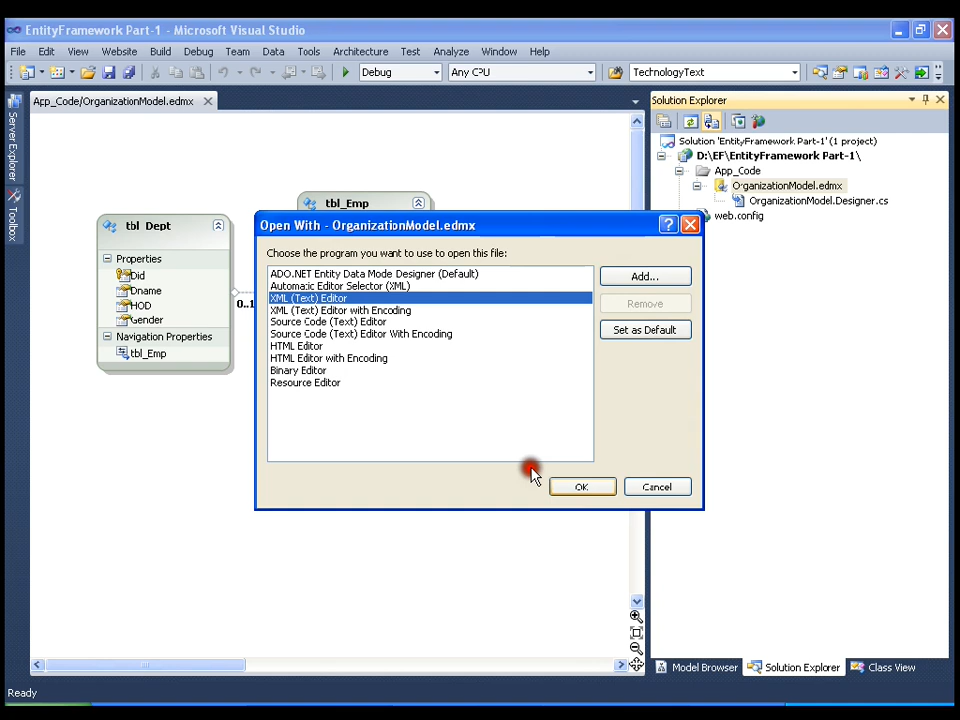 EntityFramework Part-1 - Microsoft Visual Studio
File Edit View Website Build Debug Team Data Tools Architecture Test Analyze Window Help
Debug Any CPU TechnologyText
App_Code/OrganizationModel.edmx
Server Explorer
Toolbox
tbl_Emp
tbl_Dept
Properties
Did
Dname
HOD
Gender
Navigation Properties
tbl_Emp
0..1
Open With - OrganizationModel.edmx
Choose the program you want to use to open this file:
ADO.NET Entity Data Mode Designer (Default)
Automatic Editor Selector (XML)
XML (Text) Editor
XML (Text) Editor with Encoding
Source Code (Text) Editor
Source Code (Text) Editor With Encoding
HTML Editor
HTML Editor with Encoding
Binary Editor
Resource Editor
Add...
Remove
Set as Default
OK
Cancel
Solution Explorer
Solution 'EntityFramework Part-1' (1 project)
D:\EF\EntityFramework Part-1\
App_Code
OrganizationModel.edmx
OrganizationModel.Designer.cs
web.config
Model Browser Solution Explorer Class View
Ready